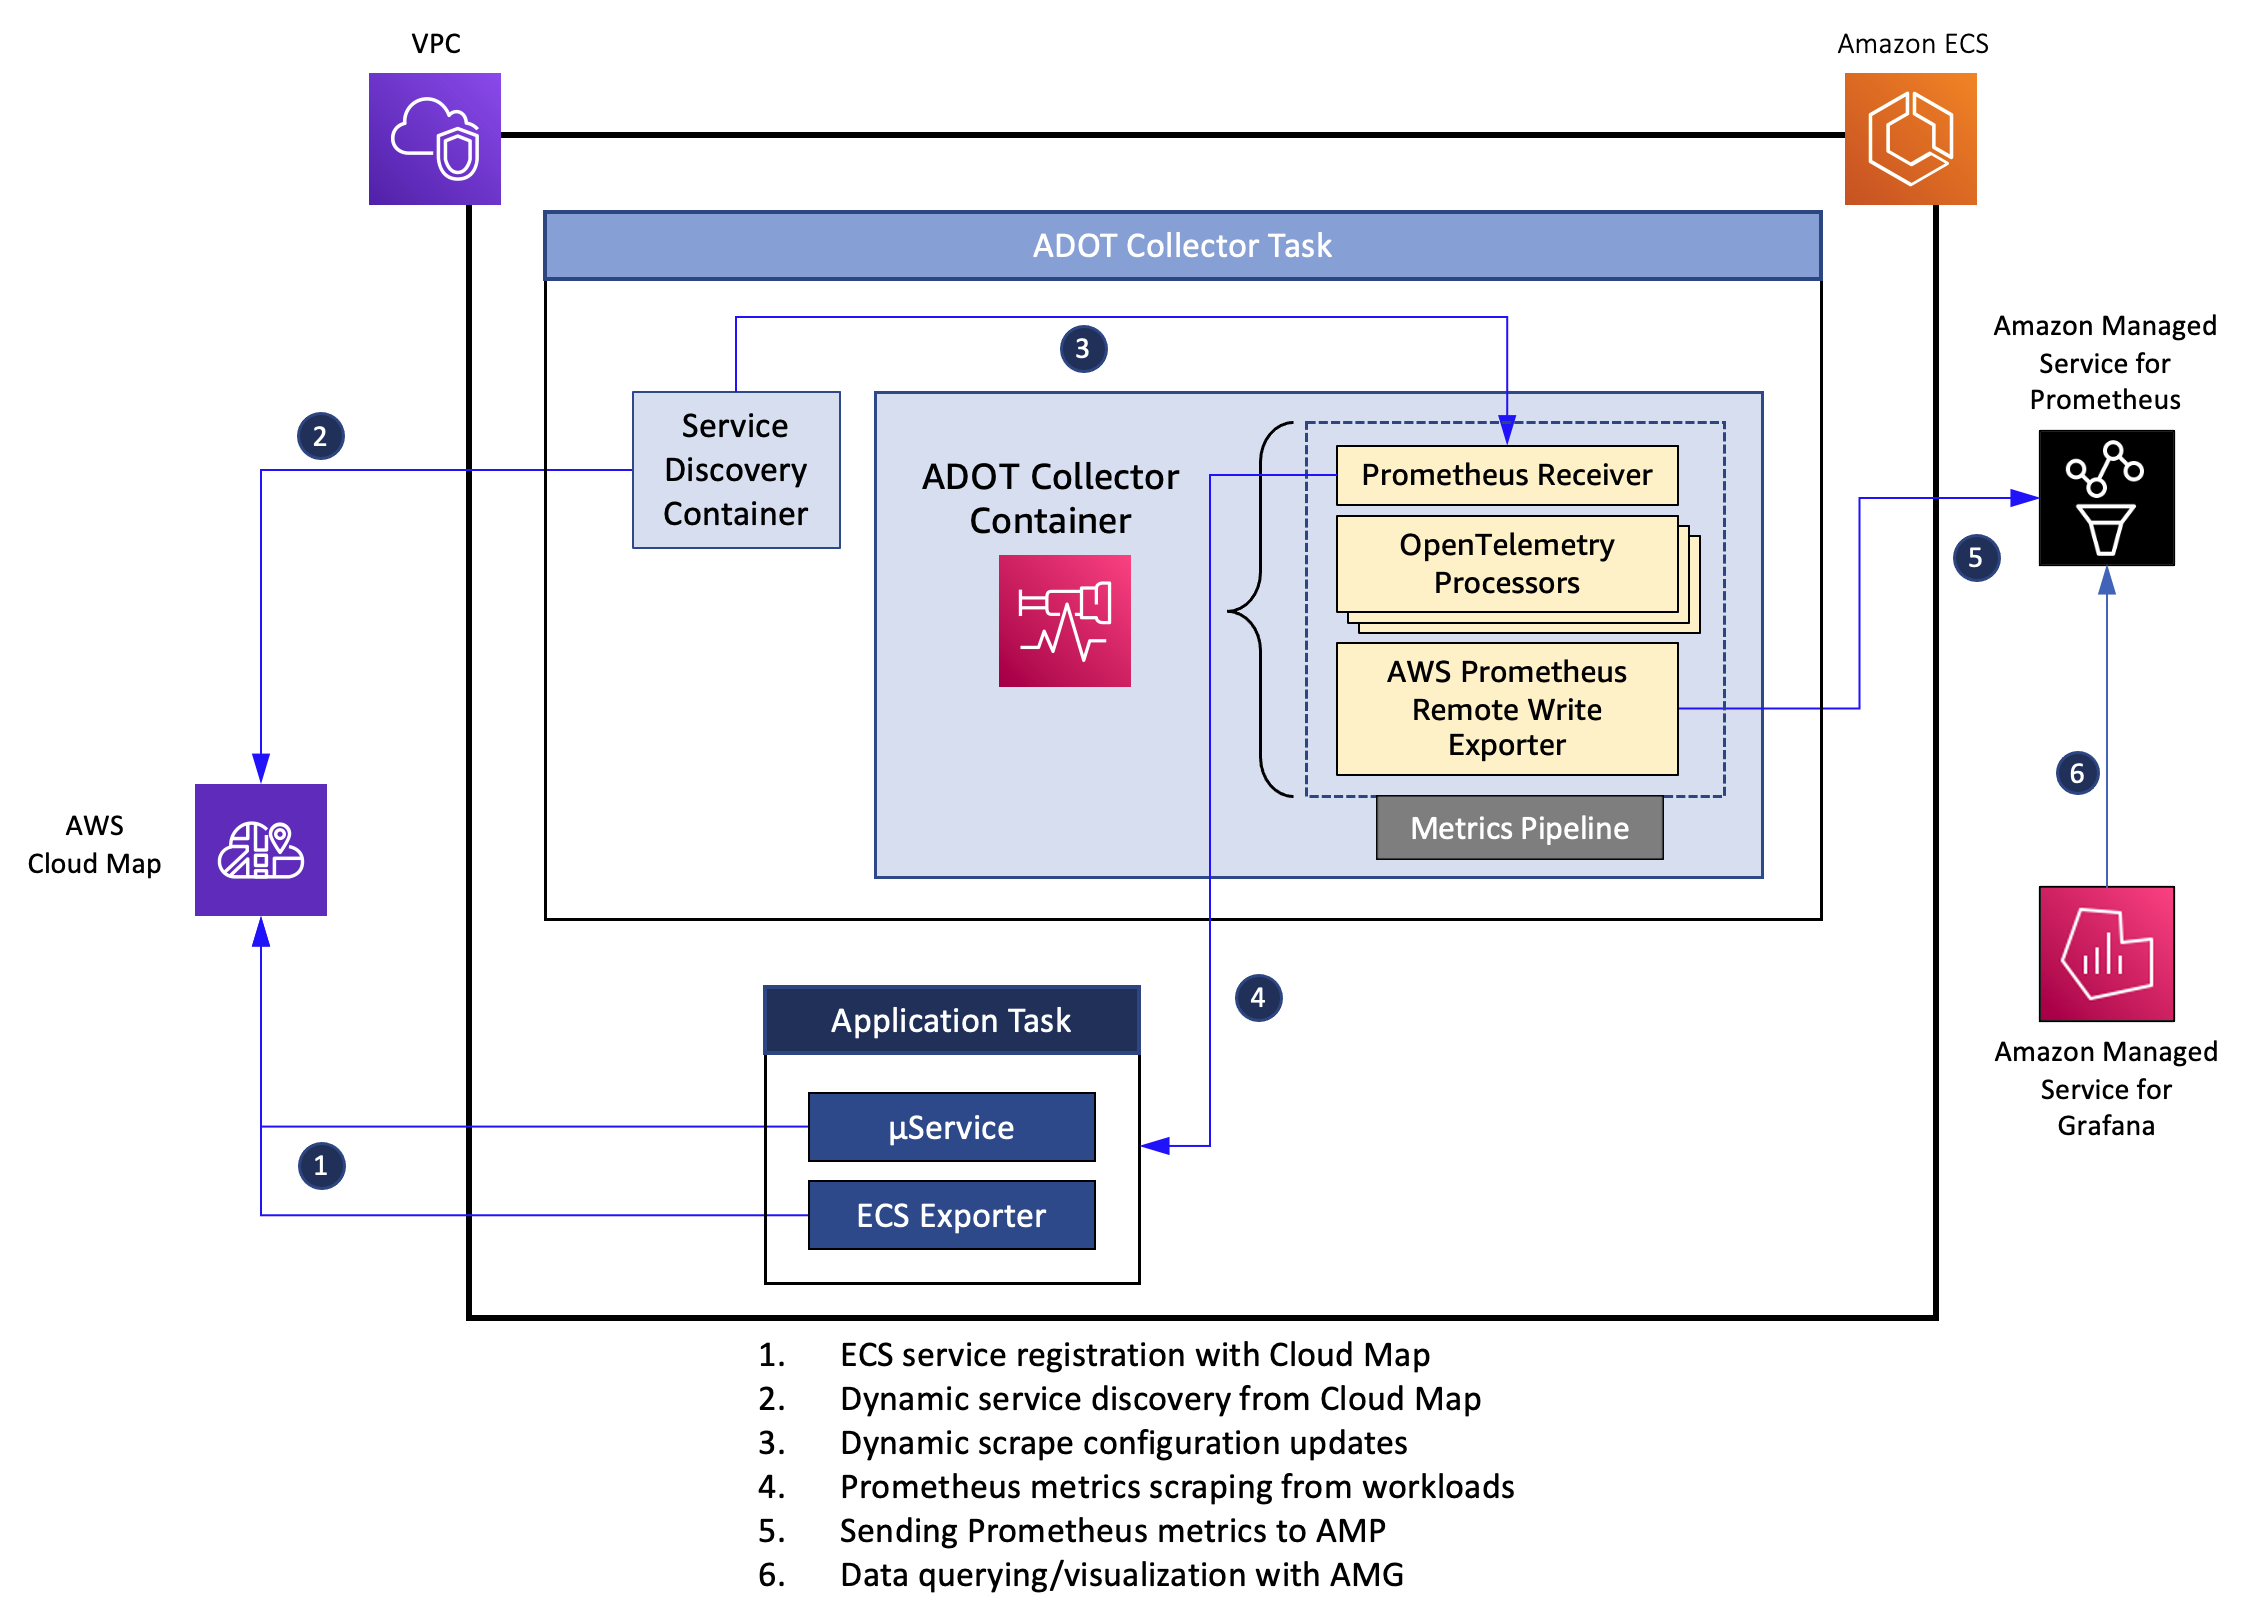 VPC
Amazon ECS
ADOT Collector Task
3
Service
Discovery
Container
2
ADOT Collector
Container
Prometheus Receiver
OpenTelemetry
Processors
AWS Prometheus
Remote Write
Exporter
Metrics Pipeline
Amazon Managed
Service for
Prometheus
5
6
AWS
Cloud Map
4
Application Task
µService
ECS Exporter
1
Amazon Managed
Service for
Grafana
1. ECS service registration with Cloud Map
2. Dynamic service discovery from Cloud Map
3. Dynamic scrape configuration updates
4. Prometheus metrics scraping from workloads
5. Sending Prometheus metrics to AMP
6. Data querying/visualization with AMG